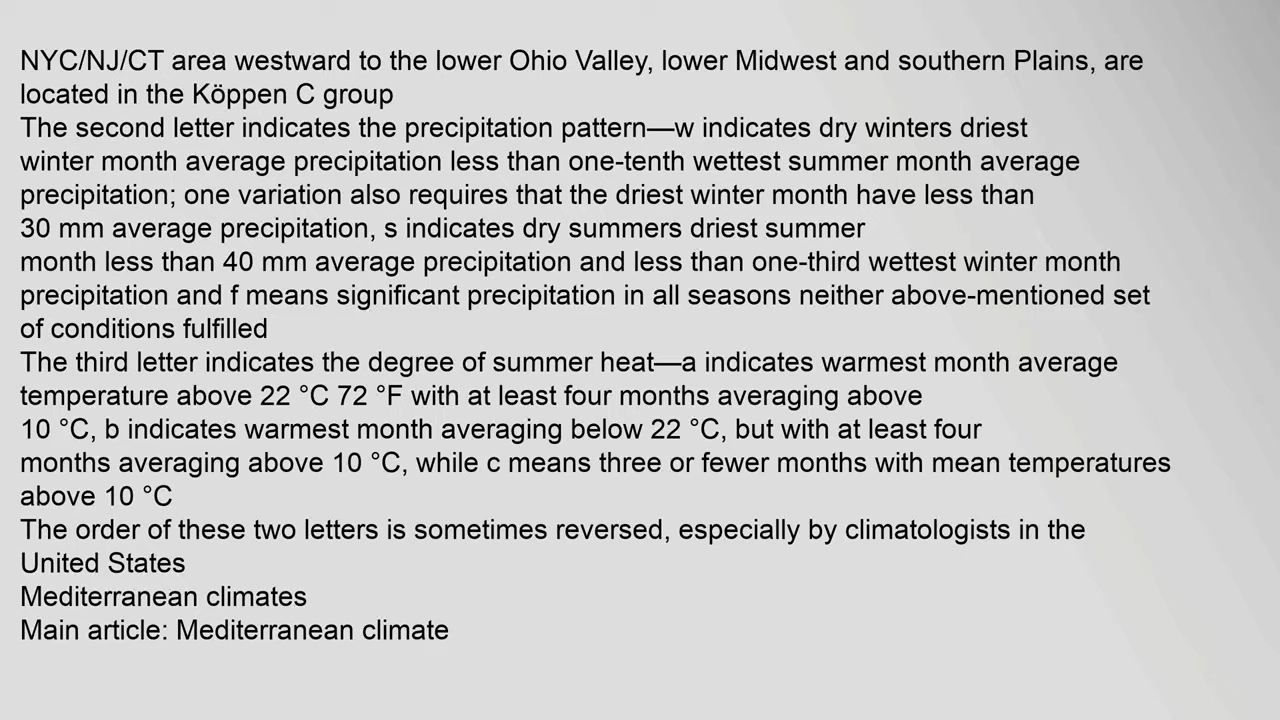 NYC/NJ/CT area westward to the lower Ohio Valley, lower Midwest and southern Plains, are
located in the Köppen C group
The second letter indicates the precipitation pattern—w indicates dry winters driest
winter month average precipitation less than one-tenth wettest summer month average
precipitation; one variation also requires that the driest winter month have less than
30 mm average precipitation, s indicates dry summers driest summer
month less than 40 mm average precipitation and less than one-third wettest winter month
precipitation and f means significant precipitation in all seasons neither above-mentioned set
of conditions fulfilled
The third letter indicates the degree of summer heat—a indicates warmest month average
temperature above 22 °C 72 °F with at least four months averaging above
10 °C, b indicates warmest month averaging below 22 °C, but with at least four
months averaging above 10 °C, while c means three or fewer months with mean temperatures
above 10 °C
The order of these two letters is sometimes reversed, especially by climatologists in the
United States
Mediterranean climates
Main article: Mediterranean climate